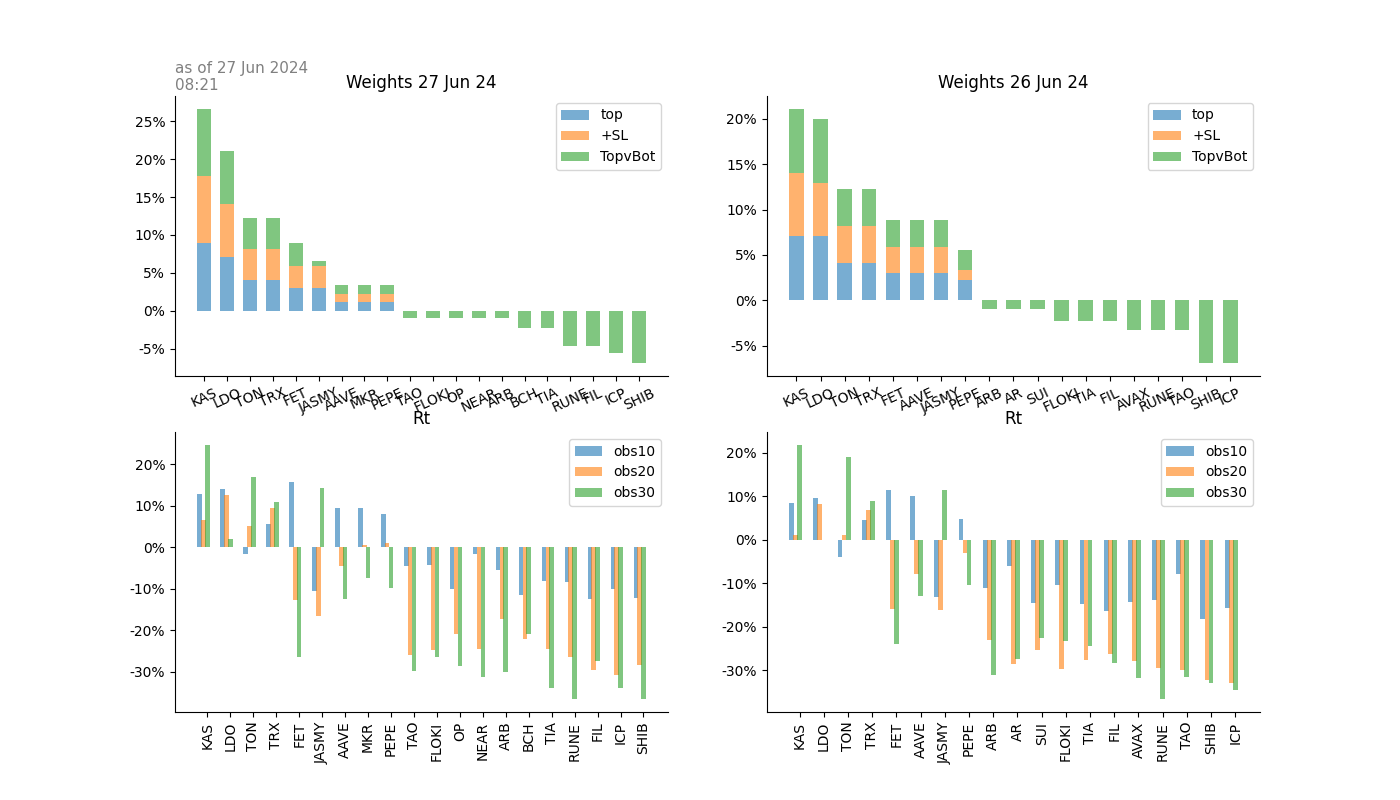 as of 27 Jun 2024
08:21
Weights 27 Jun 24
25%
20%
15%
10%
5%
0%
-5%
top
+SL
TopvBot
KAS LDO TON TRX FET JASMY AAVE MKR PEPE TAO FLOKI OP NEAR ARB BCH TIA RUNE FIL ICP SHIB
Weights 26 Jun 24
20%
15%
10%
5%
0%
-5%
top
+SL
TopvBot
KAS LDO TON TRX FET AAVE JASMY PEPE ARB AR SUI FLOKI TIA FIL AVAX RUNE TAO SHIB ICP
Rt
20%
10%
0%
-10%
-20%
-30%
obs10
obs20
obs30
KAS LDO TON TRX FET JASMY AAVE MKR PEPE TAO FLOKI OP NEAR ARB BCH TIA RUNE FIL ICP SHIB
Rt
20%
10%
0%
-10%
-20%
-30%
obs10
obs20
obs30
KAS LDO TON TRX FET AAVE JASMY PEPE ARB AR SUI FLOKI TIA FIL AVAX RUNE TAO SHIB ICP